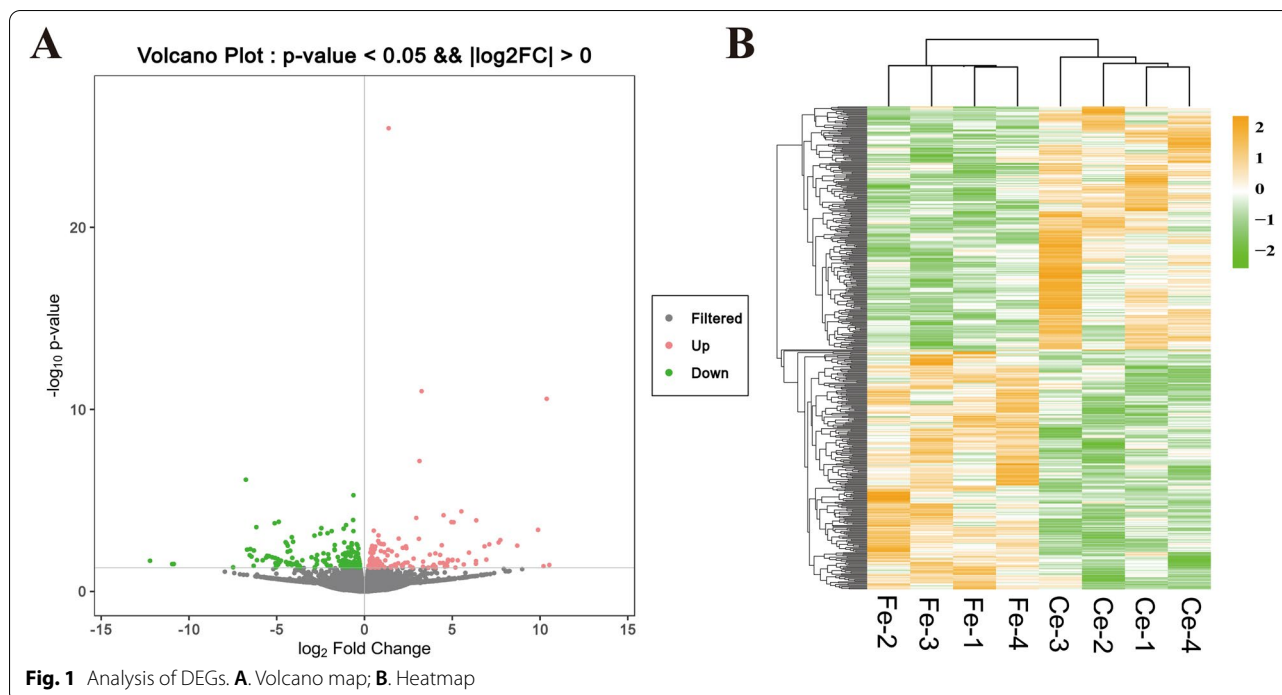 A
Volcano Plot : p-value < 0.05 && |log2FC| > 0
-log10 p-value
20
10
0
-15
-10
-5
0
5
10
15
log2 Fold Change
Filtered
Up
Down
B
2
1
0
−1
−2
Fe-2
Fe-3
Fe-1
Fe-4
Ce-3
Ce-2
Ce-1
Ce-4
Fig. 1 Analysis of DEGs. A. Volcano map; B. Heatmap